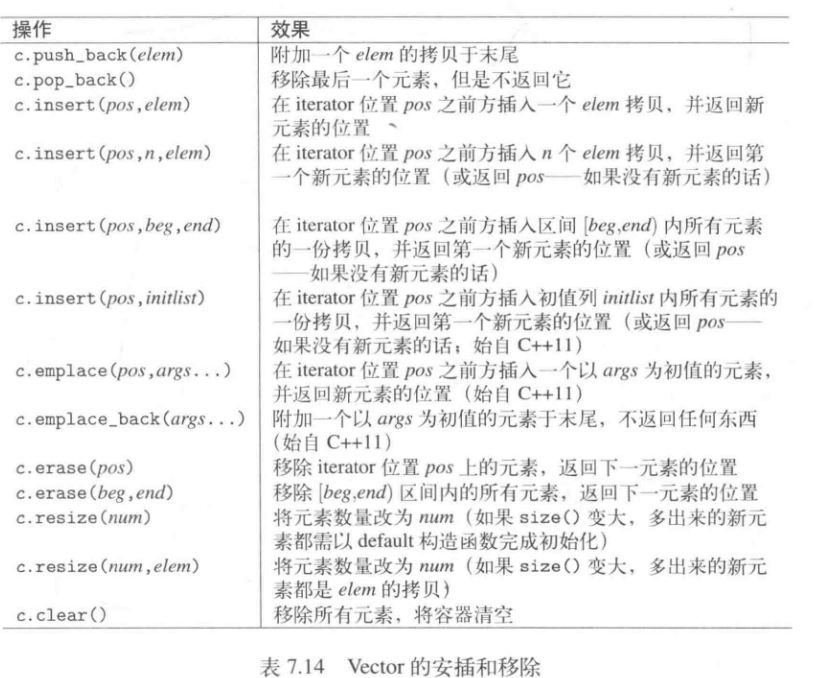 操作 效果
c.push_back(elem) 附加一个 elem 的拷贝于末尾
c.pop_back() 移除最后一个元素，但是不返回它
c.insert(pos,elem) 在 iterator 位置 pos 之前方插入一个 elem 拷贝，并返回新
元素的位置
c.insert(pos,n,elem) 在 iterator 位置 pos 之前方插入 n 个 elem 拷贝，并返回第
一个新元素的位置（或返回 pos——如果没有新元素的话）
c.insert(pos,beg,end) 在 iterator 位置 pos 之前方插入区间 [beg,end) 内所有元素
的一份拷贝，并返回第一个新元素的位置（或返回 pos
——如果没有新元素的话）
c.insert(pos,initlist) 在 iterator 位置 pos 之前方插入初值列 initlist 内所有元素的
一份拷贝，并返回第一个新元素的位置（或返回 pos——
如果没有新元素的话；始自 C++11）
c.emplace(pos,args...) 在 iterator 位置 pos 之前方插入一个以 args 为初值的元素，
并返回新元素的位置（始自 C++11）
c.emplace_back(args...) 附加一个以 args 为初值的元素于末尾，不返回任何东西
（始自 C++11）
c.erase(pos) 移除 iterator 位置 pos 上的元素，返回下一元素的位置
c.erase(beg,end) 移除 [beg,end) 区间内的所有元素，返回下一元素的位置
c.resize(num) 将元素数量改为 num（如果 size() 变大，多出来的新元
素都需以 default 构造函数完成初始化）
c.resize(num,elem) 将元素数量改为 num（如果 size() 变大，多出来的新元
素都是 elem 的拷贝）
c.clear() 移除所有元素，将容器清空
表 7.14 Vector 的安插和移除